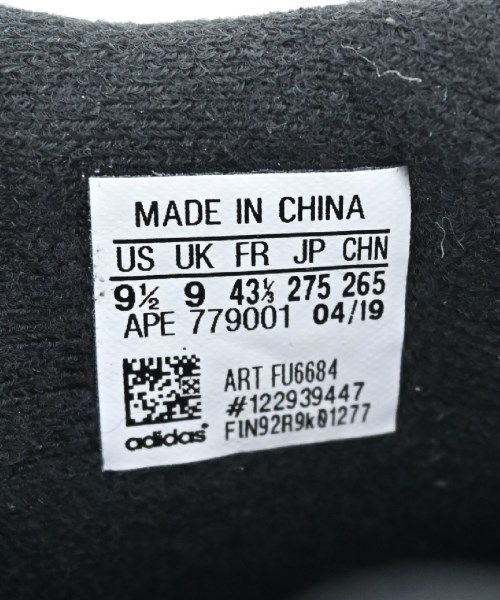 MADE IN CHINA
US UK FR JP CHN
9½ 9 43⅓ 275 265
APE 779001 04/19
ART FU6684
#122939447
F1N92R9k01277
adidas